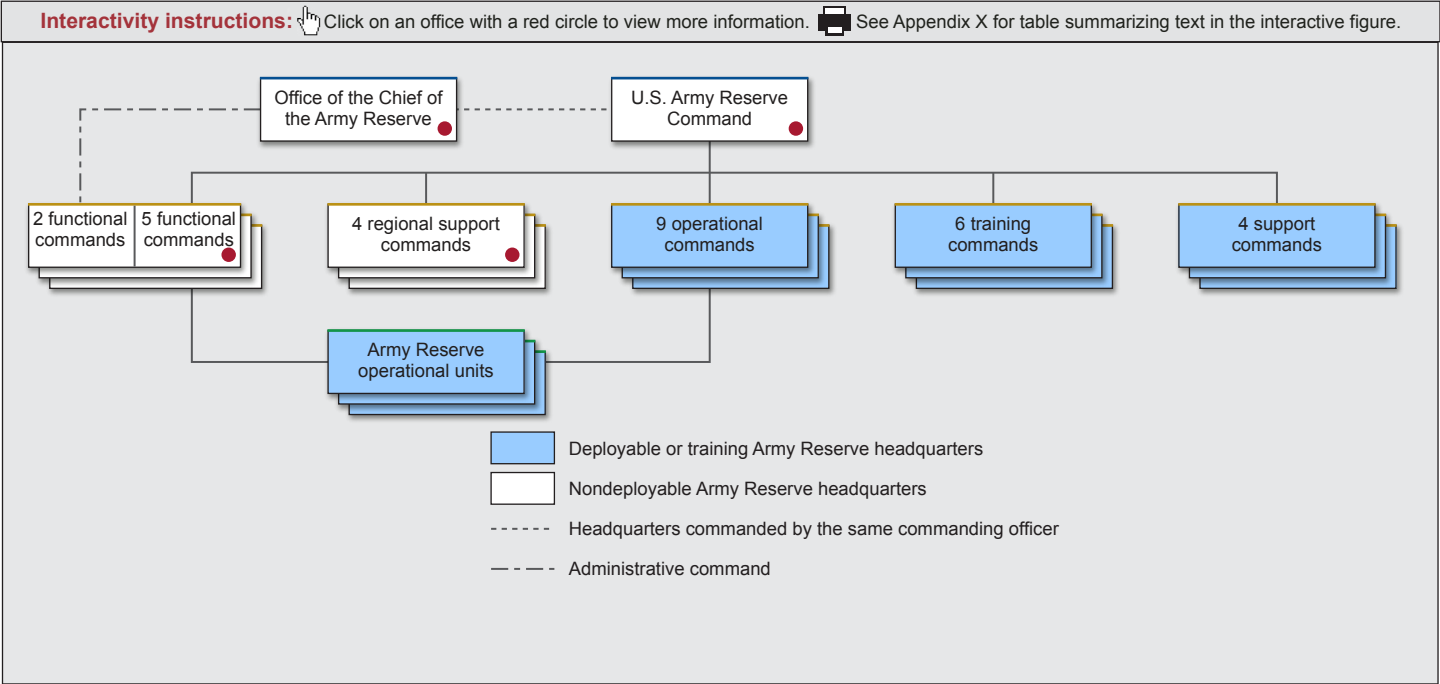 Interactivity instructions: Click on an office with a red circle to view more information. See Appendix X for table summarizing text in the interactive figure.
Office of the Chief of
the Army Reserve
U.S. Army Reserve
Command
2 functional
commands
5 functional
commands
4 regional support
commands
9 operational
commands
6 training
commands
4 support
commands
Army Reserve
operational units
Deployable or training Army Reserve headquarters
Nondeployable Army Reserve headquarters
Headquarters commanded by the same commanding officer
Administrative command